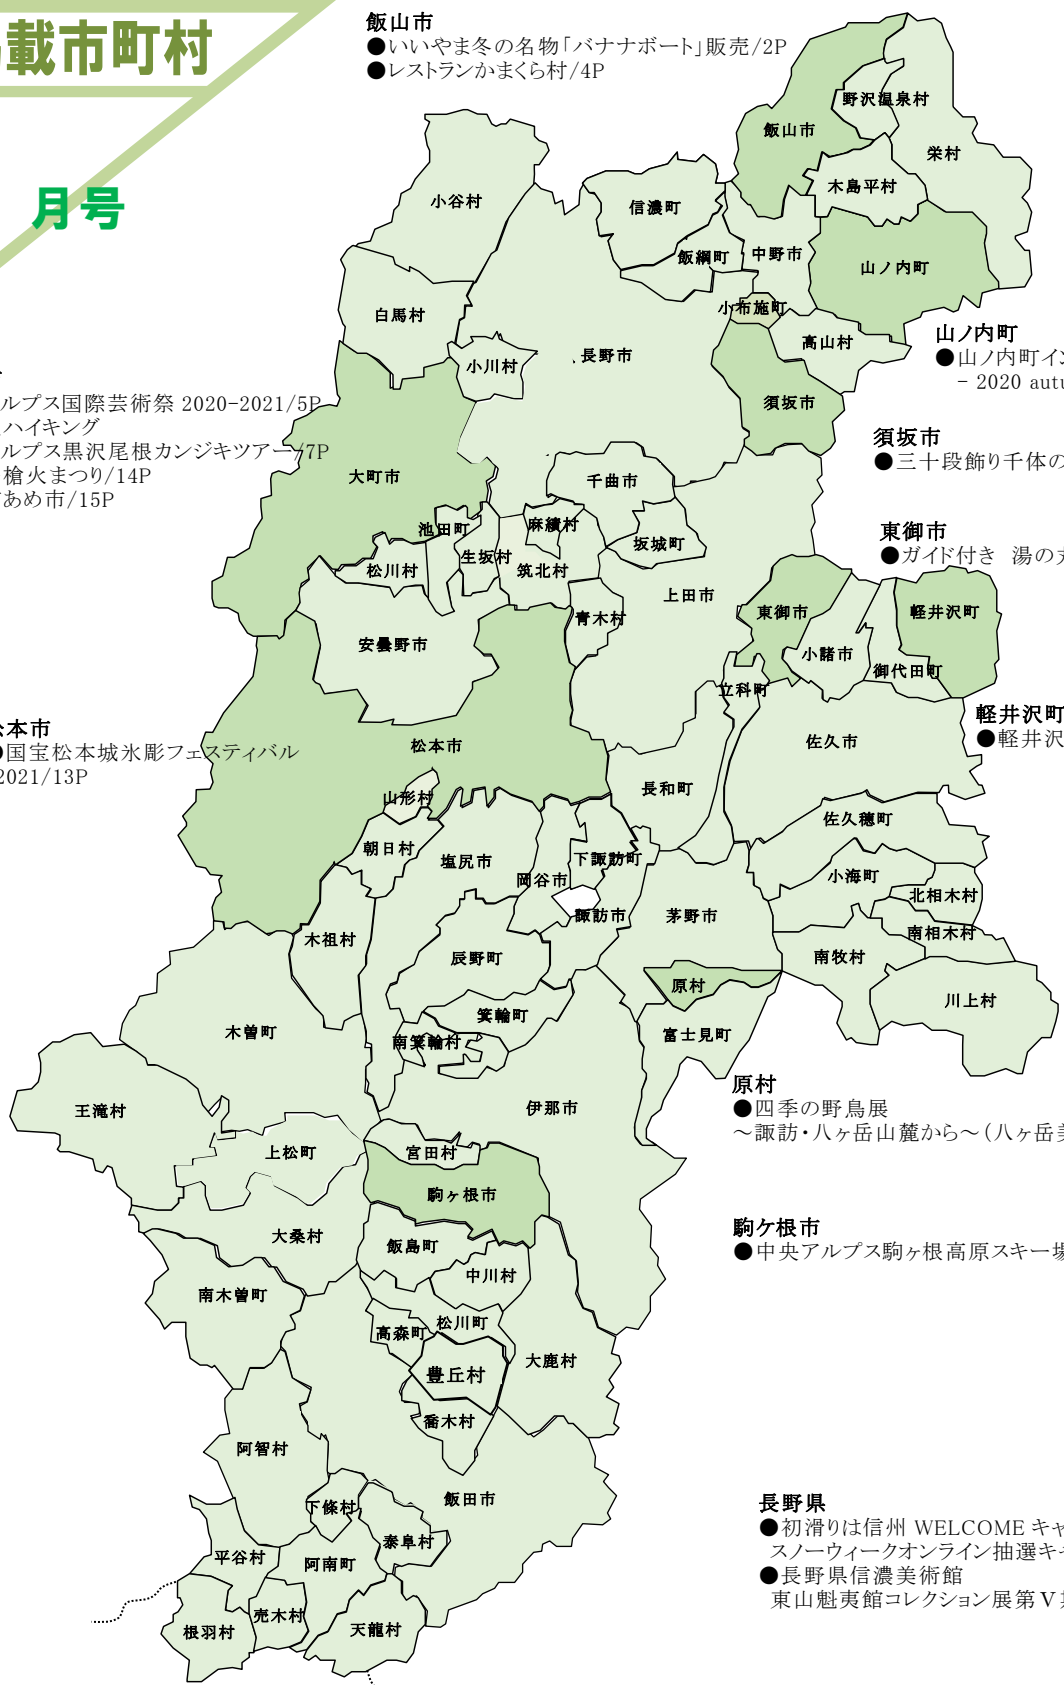 載市町村
月号
飯山市
●いいやま冬の名物「バナナボート」販売/2P
●レストランかまくら村/4P
野沢温泉村
飯山市
栄村
木島平村
小谷村
信濃町
飯綱町
中野市
山ノ内町
白馬村
小布施町
高山村
長野市
小川村
須坂市
山ノ内町
●山ノ内町イン
- 2020 autu
ルプス国際芸術祭 2020-2021/5P
ハイキング
ルプス黒沢尾根カンジキツアー/7P
槍火まつり/14P
あめ市/15P
須坂市
●三十段飾り千体の
大町市
千曲市
池田町
麻績村
坂城町
生坂村
松川村
筑北村
東御市
●ガイド付き 湯の丸
上田市
青木村
東御市
軽井沢町
安曇野市
小諸市
御代田町
立科町
本市
●国宝松本城氷彫フェスティバル
2021/13P
軽井沢町
●軽井沢
松本市
佐久市
長和町
山形村
佐久穂町
朝日村
塩尻市
下諏訪町
岡谷市
小海町
北相木村
諏訪市
茅野市
南相木村
木祖村
辰野町
南牧村
原村
川上村
箕輪町
木曽町
南箕輪村
富士見町
原村
●四季の野鳥展
～諏訪・八ヶ岳山麓から～(八ヶ岳美
王滝村
伊那市
上松町
宮田村
駒ヶ根市
駒ケ根市
●中央アルプス駒ヶ根高原スキー場
大桑村
飯島町
中川村
南木曽町
松川町
高森町
大鹿村
豊丘村
喬木村
阿智村
飯田市
下條村
長野県
●初滑りは信州 WELCOME キャ
スノーウィークオンライン抽選キャ
●長野県信濃美術館
東山魁夷館コレクション展第Ⅴ期
泰阜村
平谷村
阿南町
売木村
根羽村
天龍村